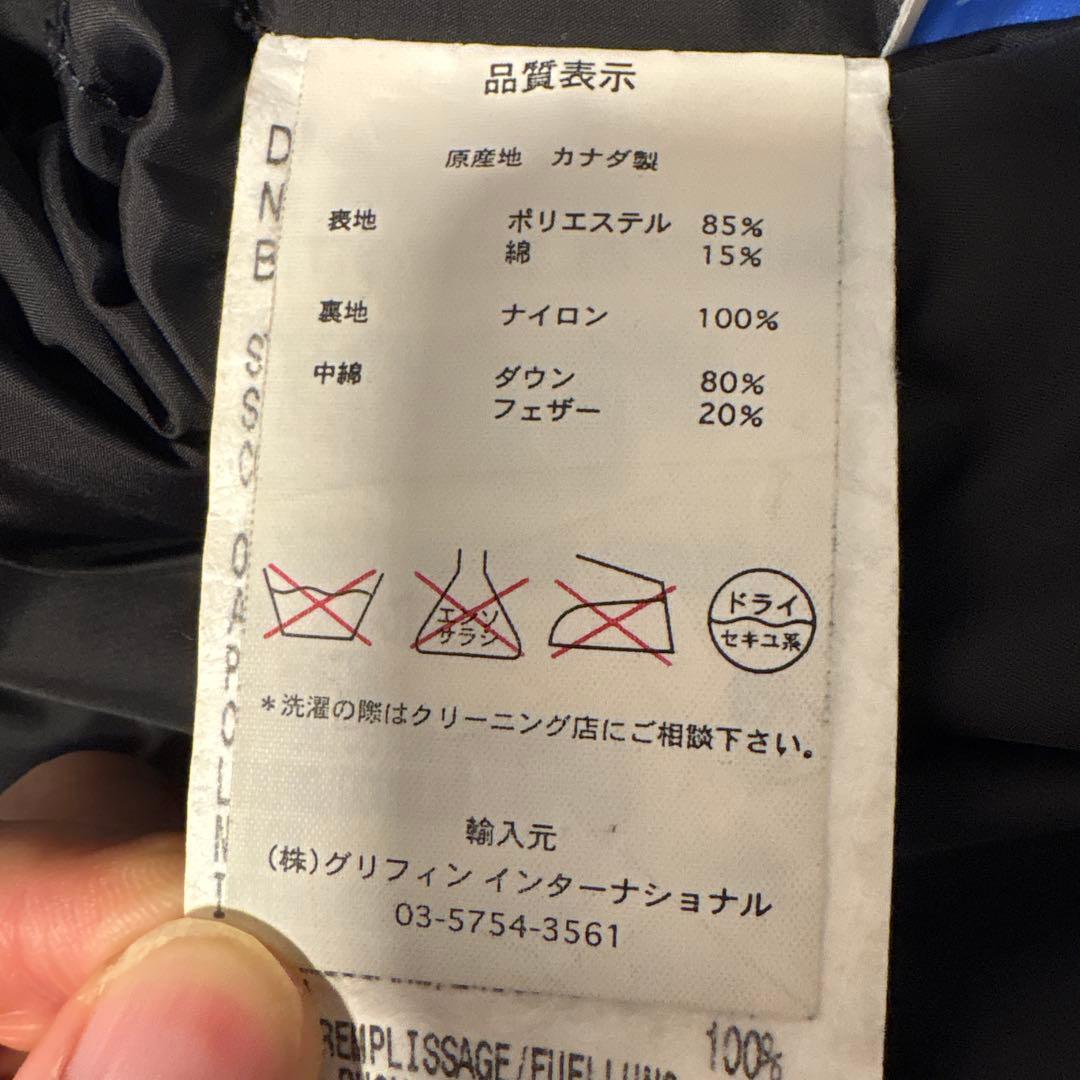 品質表示
原産地 カナダ製
表地 ポリエステル 85%
綿 15%
裏地 ナイロン 100%
中綿 ダウン 80%
フェザー 20%
エンソ
サラシ
ドライ
セキユ系
*洗濯の際はクリーニング店にご相談下さい。
輸入元
(株)グリフィン インターナショナル
03-5754-3561
REMPLISSAGE/FUELLUNG 100%